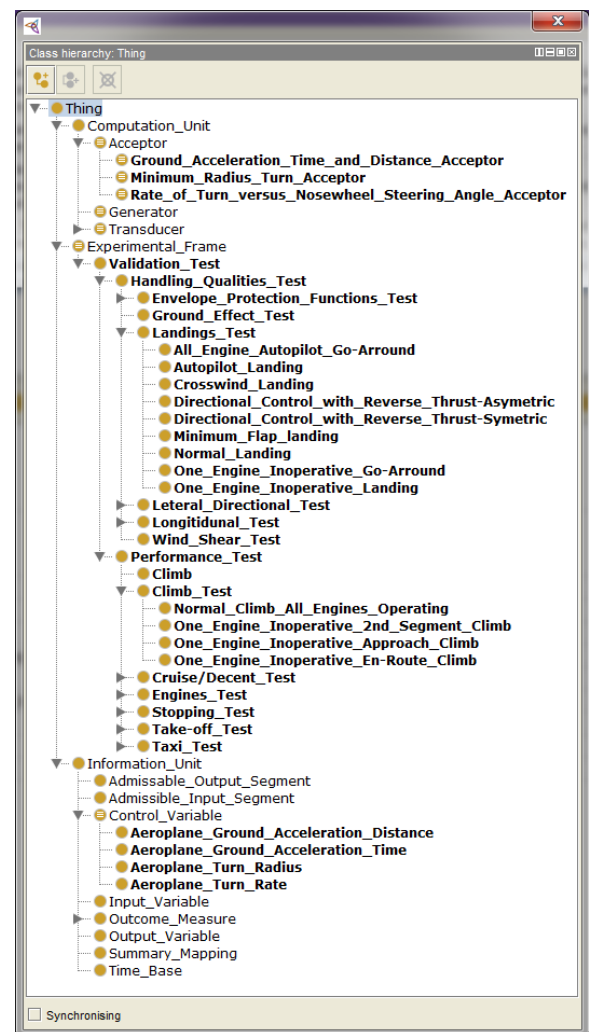 Class hierarchy: Thing
Thing
Computation_Unit
Acceptor
Ground_Acceleration_Time_and_Distance_Acceptor
Minimum_Radius_Turn_Acceptor
Rate_of_Turn_versus_Nosewheel_Steering_Angle_Acceptor
Generator
Transducer
Experimental_Frame
Validation_Test
Handling_Qualities_Test
Envelope_Protection_Functions_Test
Ground_Effect_Test
Landings_Test
All_Engine_Autopilot_Go-Arround
Autopilot_Landing
Crosswind_Landing
Directional_Control_with_Reverse_Thrust-Asymetric
Directional_Control_with_Reverse_Thrust-Symetric
Minimum_Flap_landing
Normal_Landing
One_Engine_Inoperative_Go-Arround
One_Engine_Inoperative_Landing
Leteral_Directional_Test
Longitidunal_Test
Wind_Shear_Test
Performance_Test
Climb
Climb_Test
Normal_Climb_All_Engines_Operating
One_Engine_Inoperative_2nd_Segment_Climb
One_Engine_Inoperative_Approach_Climb
One_Engine_Inoperative_En-Route_Climb
Cruise/Decent_Test
Engines_Test
Stopping_Test
Take-off_Test
Taxi_Test
Information_Unit
Admissable_Output_Segment
Admissible_Input_Segment
Control_Variable
Aeroplane_Ground_Acceleration_Distance
Aeroplane_Ground_Acceleration_Time
Aeroplane_Turn_Radius
Aeroplane_Turn_Rate
Input_Variable
Outcome_Measure
Output_Variable
Summary_Mapping
Time_Base
Synchronising